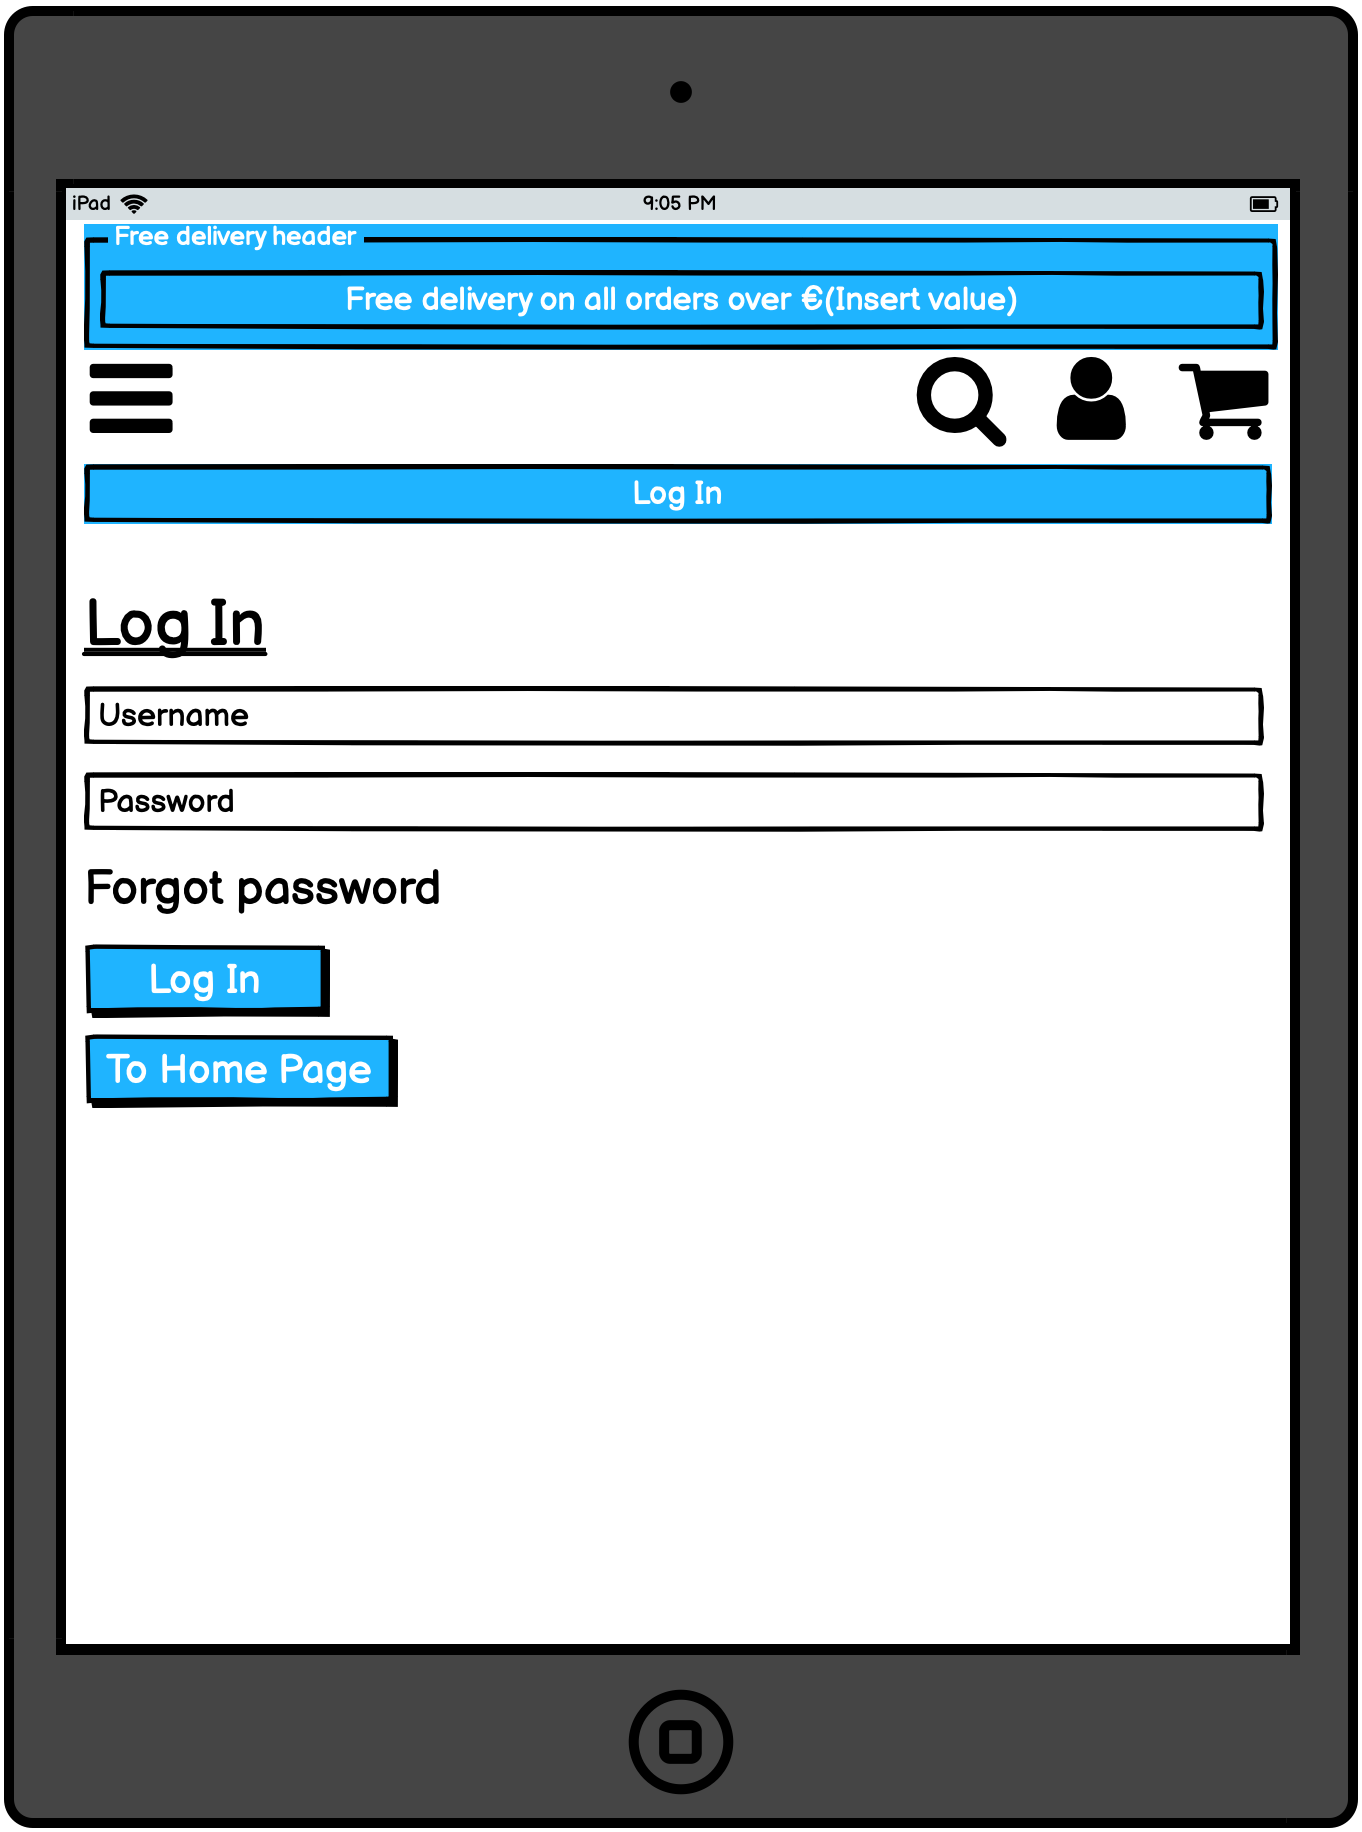 iPad
9:05 PM
Free delivery header
Free delivery on all orders over €(Insert value)
Log In
Log In
Username
Password
Forgot password
Log In
To Home Page